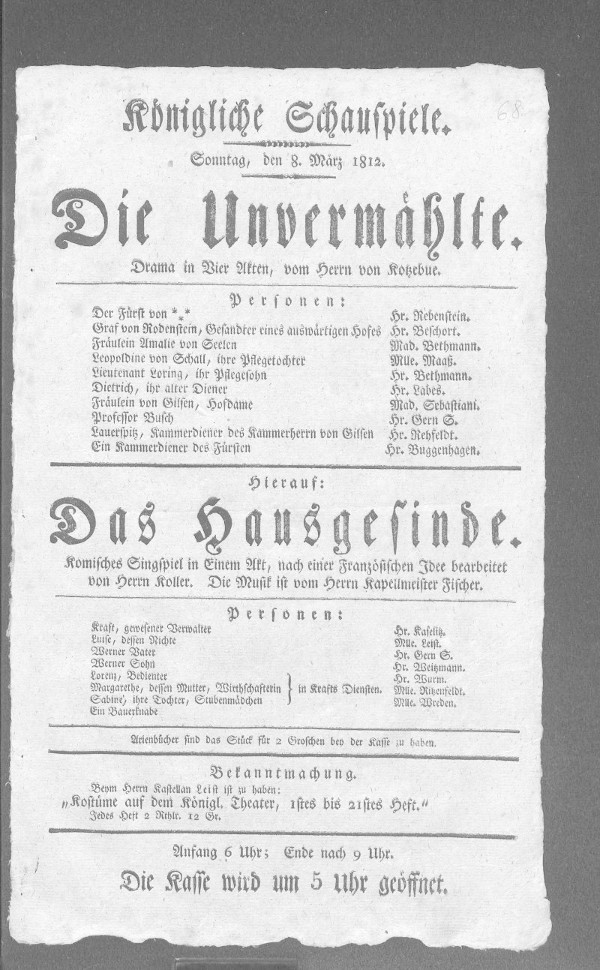 68
Königliche Schauspiele.
Sonntag, den 8. März 1812.
Die Unvermählte.
Drama in Vier Akten, vom Herrn von Kotzebue.
Personen:
Der Fürst von *.* Hr. Rebenstein.
Graf von Rodenstein, Gesandter eines auswärtigen Hofes Hr. Beschort.
Fräulein Amalie von Seelen Mad. Bethmann.
Leopoldine von Schall, ihre Pflegetochter Mlle. Maaß.
Lieutenant Loring, ihr Pflegesohn Hr. Bethmann.
Dietrich, ihr alter Diener Hr. Labes.
Fräulein von Gilsen, Hofdame Mad. Sebastiani.
Professor Busch Hr. Gern S.
Lauerspitz, Kammerdiener des Kammerherrn von Gilsen Hr. Rehfeldt.
Ein Kammerdiener des Fürsten Hr. Buggenhagen.
Hierauf:
Das Hausgesinde.
Komisches Singspiel in Einem Akt, nach einer Französischen Idee bearbeitet
von Herrn Koller. Die Musik ist vom Herrn Kapellmeister Fischer.
Personen:
Kraft, gewesener Verwalter Hr. Kaselitz.
Luise, dessen Nichte Mlle. Leist.
Werner Vater Hr. Gern S.
Werner Sohn Hr. Weitzmann.
Lorenz, Bedienter Hr. Wurm.
Margarethe, dessen Mutter, Wirthschafterin } in Krafts Diensten. Mlle. Ritzenfeldt.
Sabine, ihre Tochter, Stubenmädchen Mlle. Wreden.
Ein Bauerknabe
Arienbücher sind das Stück für 2 Groschen bey der Kasse zu haben.
Bekanntmachung.
Beym Herrn Kastellan Leist ist zu haben:
„Kostüme auf dem Königl. Theater, 1stes bis 21stes Heft.“
Jedes Heft 2 Rthlr. 12 Gr.
Anfang 6 Uhr; Ende nach 9 Uhr.
Die Kasse wird um 5 Uhr geöffnet.